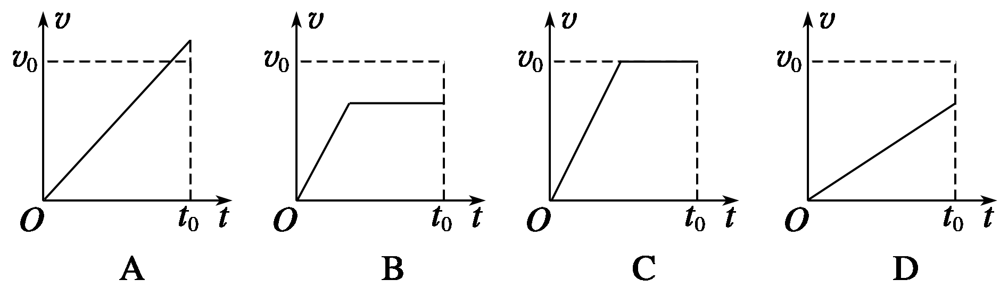 v v v v
v₀ v₀ v₀ v₀
O t₀ t O t₀ t O t₀ t O t₀ t
A B C D